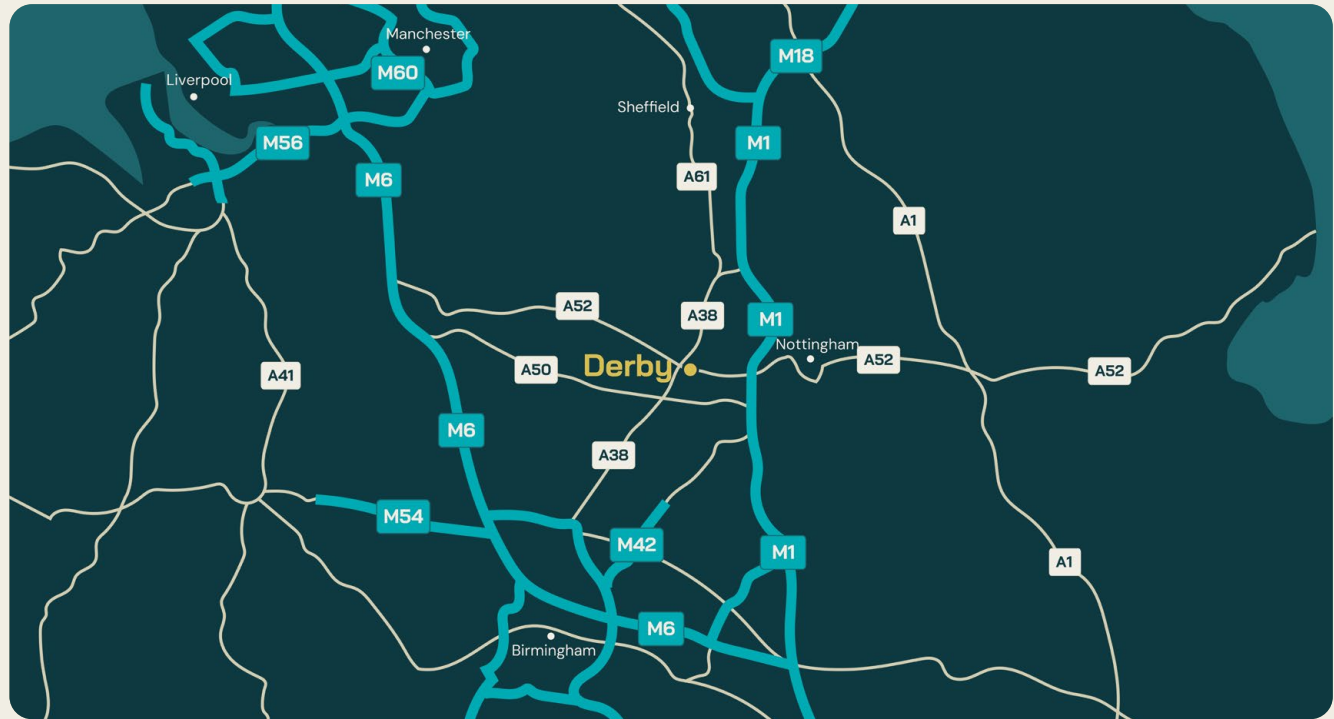 Manchester
M18
M60
Liverpool
Sheffield
M56
M1
M6
A61
A1
A52
A38
M1
Nottingham
A52
Derby
A50
A52
A41
M6
A38
M54
M42
M1
A1
M6
Birmingham